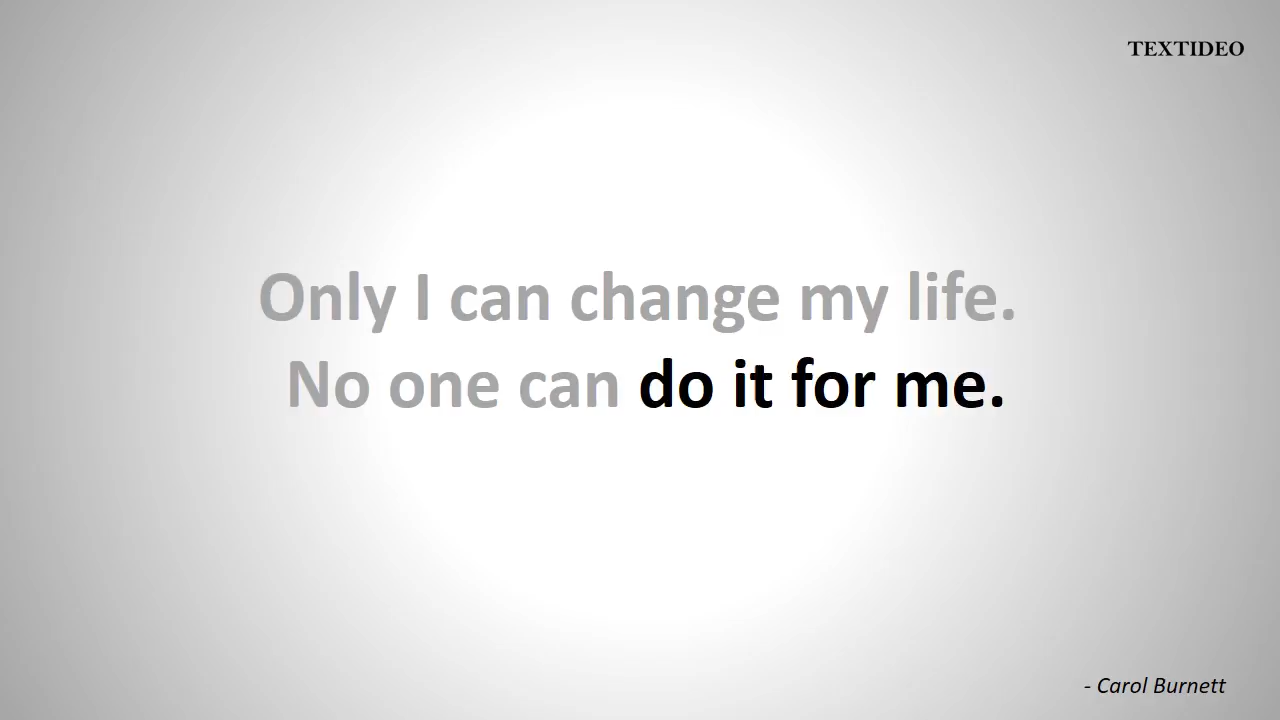 TEXTIDEO
Only I can change my life.
No one can do it for me.
- Carol Burnett